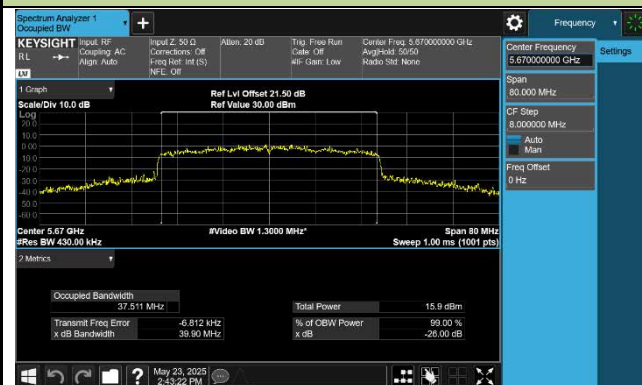 Spectrum Analyzer 1
Occupied BW
Frequency
KEYSIGHT
RL
Input: RF
Coupling: AC
Align: Auto
Input Z: 50 Ω
Corrections: Off
Freq Ref: Int (S)
NFE: Off
Atten: 20 dB
Trig: Free Run
Gate: Off
#IF Gain: Low
Center Freq: 5.670000000 GHz
Avg|Hold: 50/50
Radio Std: None
LXI
1 Graph
Scale/Div 10.0 dB
Ref Lvl Offset 21.50 dB
Ref Value 30.00 dBm
Log
20.0
10.0
0.00
-10.0
-20.0
-30.0
-40.0
-50.0
-60.0
Center 5.67 GHz
#Res BW 430.00 kHz
#Video BW 1.3000 MHz*
Span 80 MHz
Sweep 1.00 ms (1001 pts)
2 Metrics
Occupied Bandwidth
37.511 MHz
Total Power 15.9 dBm
Transmit Freq Error -6.812 kHz
% of OBW Power 99.00 %
x dB Bandwidth 39.90 MHz
x dB -26.00 dB
Center Frequency
5.670000000 GHz
Settings
Span
80.000 MHz
CF Step
8.000000 MHz
Auto
Man
Freq Offset
0 Hz
?
May 23, 2025
2:43:22 PM